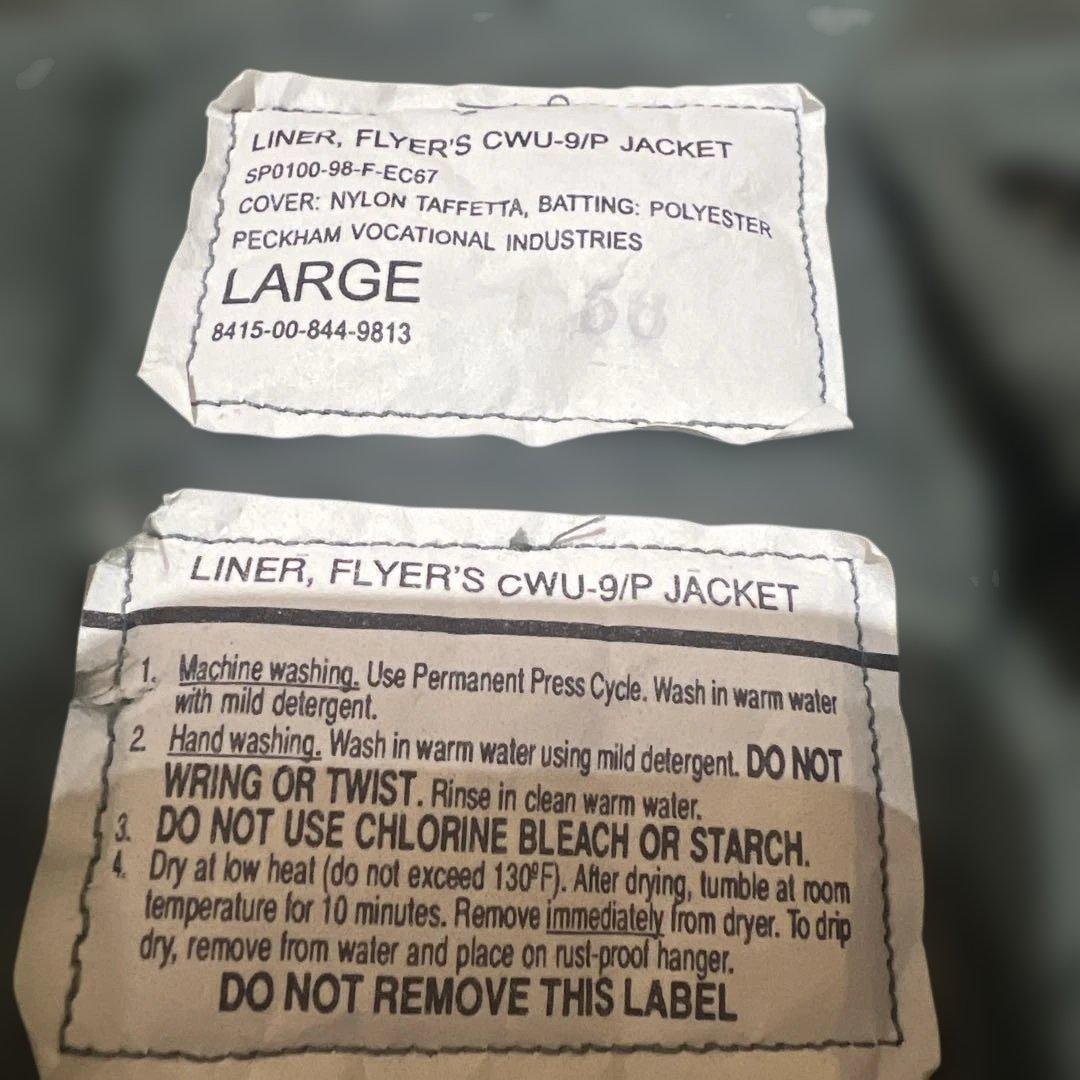 LINER, FLYER'S CWU-9/P JACKET
SP0100-98-F-EC67
COVER: NYLON TAFFETTA, BATTING: POLYESTER
PECKHAM VOCATIONAL INDUSTRIES
LARGE
8415-00-844-9813
LINER, FLYER'S CWU-9/P JACKET
1. Machine washing. Use Permanent Press Cycle. Wash in warm water
with mild detergent.
2. Hand washing. Wash in warm water using mild detergent. DO NOT
WRING OR TWIST. Rinse in clean warm water.
3. DO NOT USE CHLORINE BLEACH OR STARCH.
4. Dry at low heat (do not exceed 130ºF). After drying, tumble at room
temperature for 10 minutes. Remove immediately from dryer. To drip
dry, remove from water and place on rust-proof hanger.
DO NOT REMOVE THIS LABEL